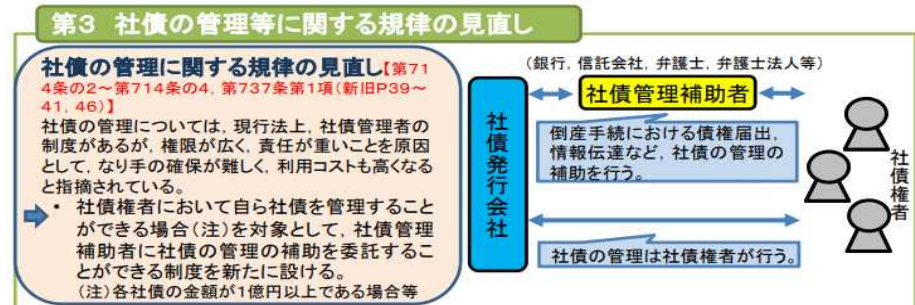 第3 社債の管理等に関する規律の見直し
社債の管理に関する規律の見直し【第71
4条の2～第714条の4，第737条第1項（新旧P39～
41，46）】
社債の管理については，現行法上，社債管理者の
制度があるが，権限が広く，責任が重いことを原因
として，なり手の確保が難しく，利用コストも高くなる
と指摘されている。
• 社債権者において自ら社債を管理すること
ができる場合（注）を対象として，社債管理
補助者に社債の管理の補助を委託するこ
とができる制度を新たに設ける。
（注）各社債の金額が1億円以上である場合等
（銀行，信託会社，弁護士，弁護士法人等）
社債発行会社
社債管理補助者
倒産手続における債権届出，
情報伝達など，社債の管理の
補助を行う。
社債の管理は社債権者が行う。
社債権者